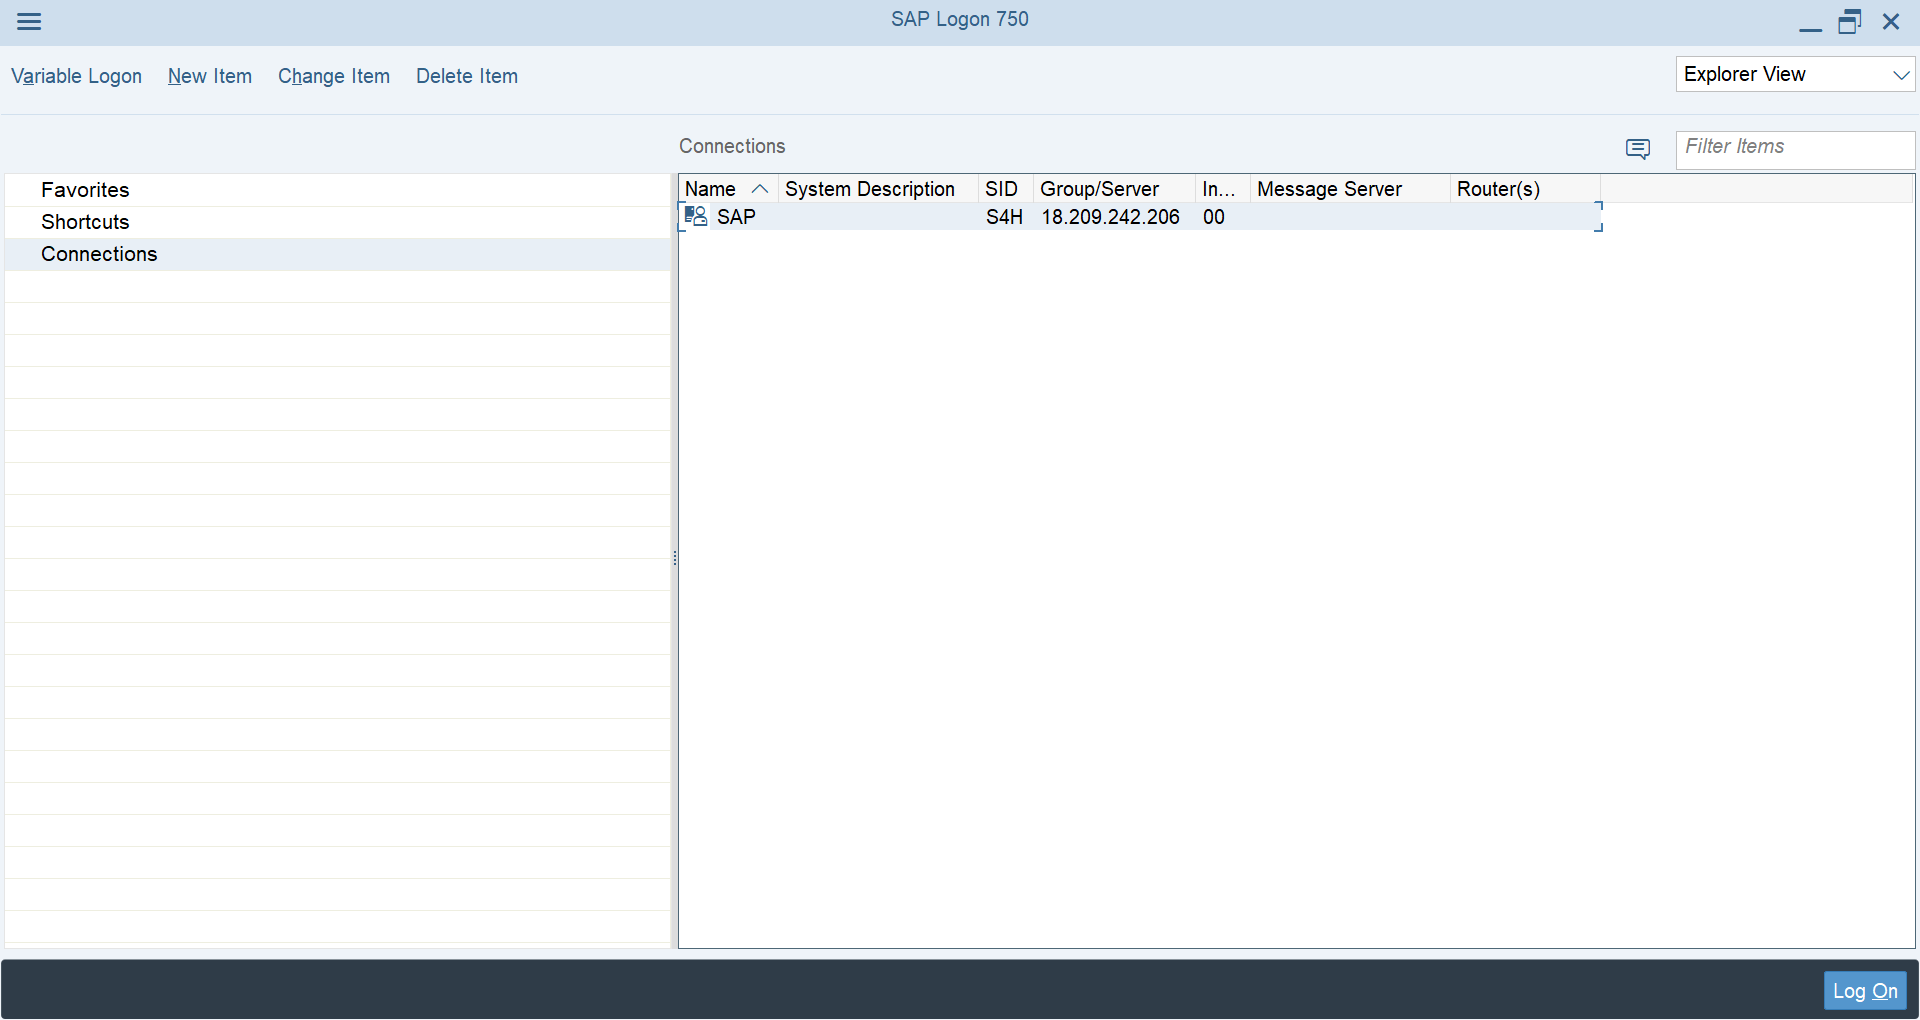 SAP Logon 750
Variable Logon New Item Change Item Delete Item
Explorer View
Connections
Filter Items
Favorites
Shortcuts
Connections
Name System Description SID Group/Server In... Message Server Router(s)
SAP S4H 18.209.242.206 00
Log On